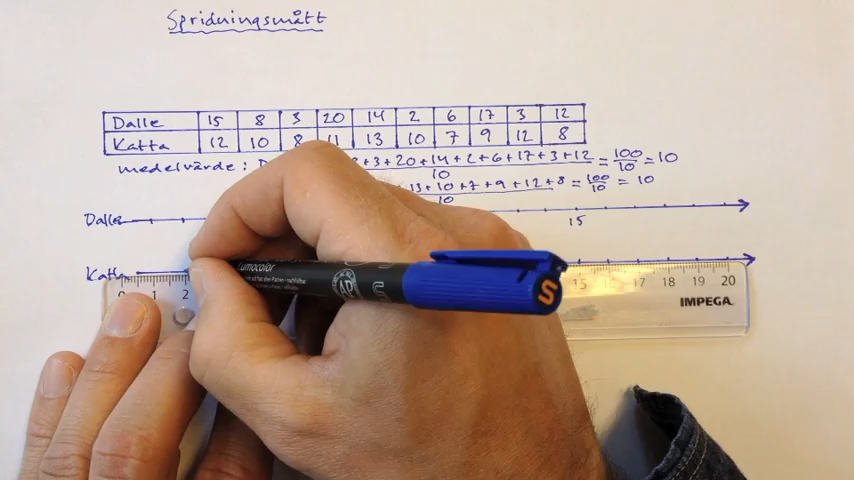 Spridningsmått
Dalle 15 8 3 20 14 2 6 17 3 12
Katta 12 10 8 11 13 10 7 9 12 8
medelvärde: D +3+20+14+2+6+17+3+12 / 10 = 100/10 = 10
13+10+7+9+12+8 / 10 = 100/10 = 10
Dalle 15
Katta
Lumocolor
0 1 2 15 16 17 18 19 20
IMPEGA